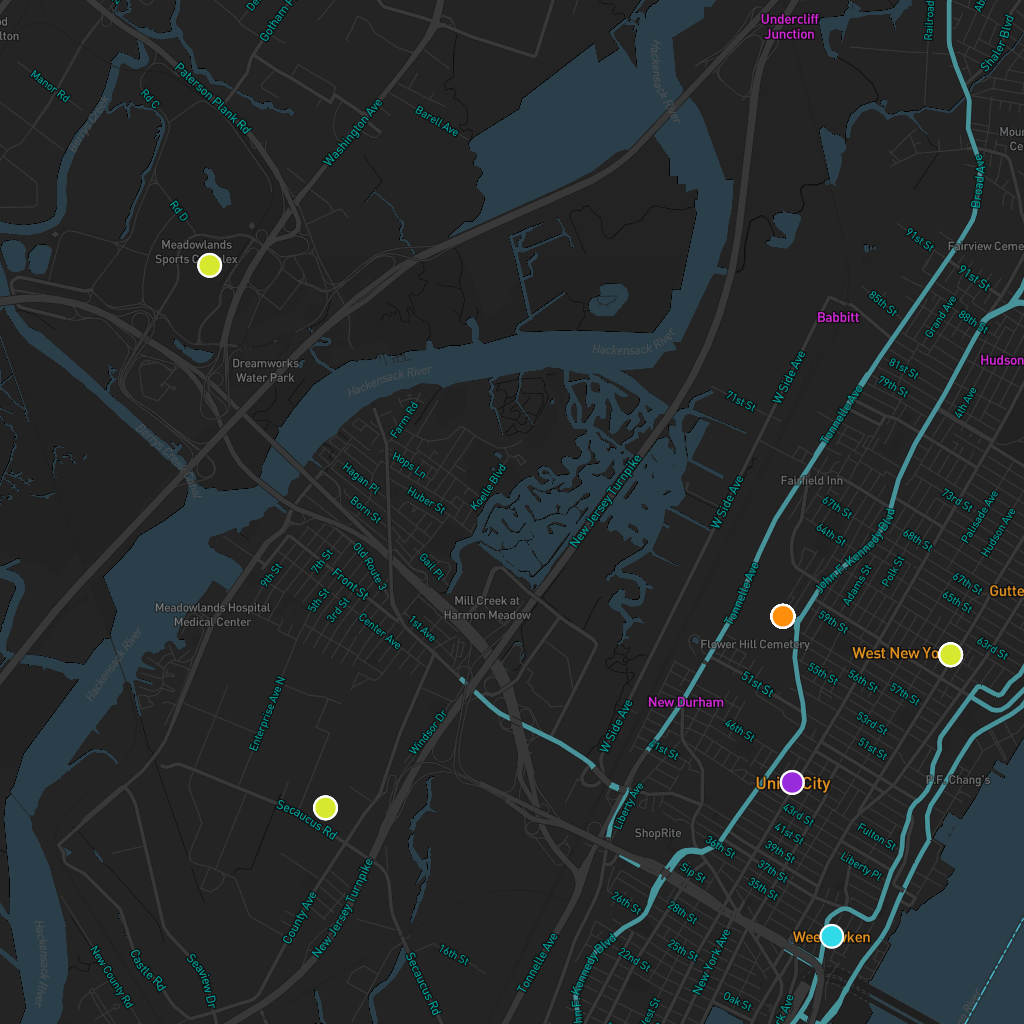 Undercliff
Junction
Railroad
Shaler Blvd
Gotham P
Manor Rd
Rd C
Paterson Plank Rd
Washington Ave
Barell Ave
Hackensack River
Rd D
Meadowlands
Broad Ave
91st St
Fairview Ceme
91st St
85th St
Grand Ave
88th St
Babbitt
Hudson
Dreamworks
Water Park
Hackensack River
Hackensack River
W Side Ave
81st St
79th St
4th Ave
71st St
Tonnelle Ave
Farm Rd
Hops Ln
Hagan Pl
Huber St
Koelle Blvd
Born St
New Jersey Turnpike
W Side Ave
Fairfield Inn
67th St
64th St
73rd St
Palisade Ave
Hudson Ave
68th St
John F Kennedy Blvd
Old Route 3
Gail Pl
7th St
9th St
Front St
5th St
3rd St
Center Ave
1st Ave
Mill Creek at
Harmon Meadow
Meadowlands Hospital
Medical Center
Tonnelle Ave
Adams St
Polk St
67th St
65th St
Gutte
59th St
63rd St
Flower Hill Cemetery
Hackensack River
55th St
56th St
57th St
51st St
New Durham
Enterprise Ave N
Windsor Dr
W Side Ave
46th St
53rd St
51st St
41st St
P.F. Chang's
Secaucus Rd
Liberty Ave
43rd St
41st St
Fulton St
ShopRite
36th St
39th St
Liberty Pl
37th St
Sip St
35th St
New Jersey Turnpike
County Ave
26th St
28th St
Hackensack River
New County Rd
Castle Rd
Seaview Dr
16th St
Secaucus Rd
Tonnelle Ave
22nd St
25th St
New York Ave
Oak St